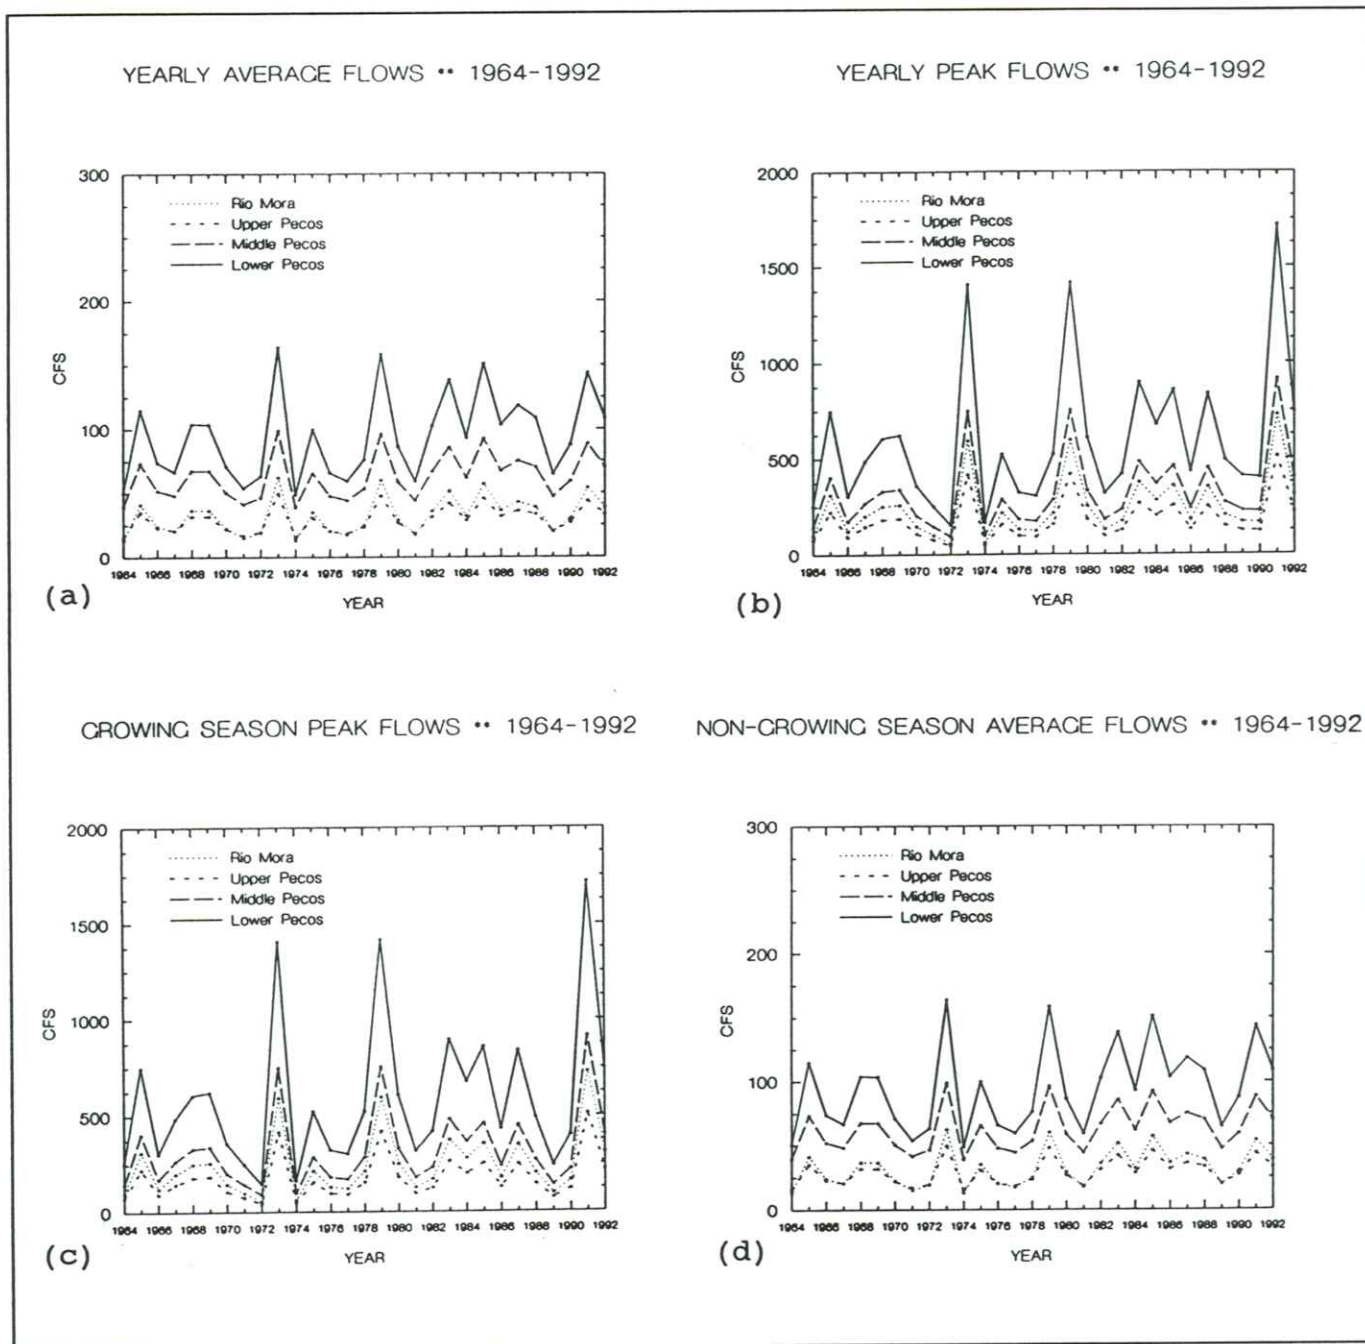 YEARLY AVERAGE FLOWS ** 1964-1992
300
200
100
0
CFS
Rio Mora
Upper Pecos
Middle Pecos
Lower Pecos
1964 1966 1968 1970 1972 1974 1976 1978 1980 1982 1984 1986 1988 1990 1992
YEAR
(a)
YEARLY PEAK FLOWS ** 1964-1992
2000
1500
1000
500
0
CFS
Rio Mora
Upper Pecos
Middle Pecos
Lower Pecos
1964 1966 1968 1970 1972 1974 1976 1978 1980 1982 1984 1986 1988 1990 1992
YEAR
(b)
GROWING SEASON PEAK FLOWS ** 1964-1992
2000
1500
1000
500
0
CFS
Rio Mora
Upper Pecos
Middle Pecos
Lower Pecos
1964 1966 1968 1970 1972 1974 1976 1978 1980 1982 1984 1986 1988 1990 1992
YEAR
(c)
NON-GROWING SEASON AVERAGE FLOWS ** 1964-1992
300
200
100
0
CFS
Rio Mora
Upper Pecos
Middle Pecos
Lower Pecos
1964 1966 1968 1970 1972 1974 1976 1978 1980 1982 1984 1986 1988 1990 1992
YEAR
(d)